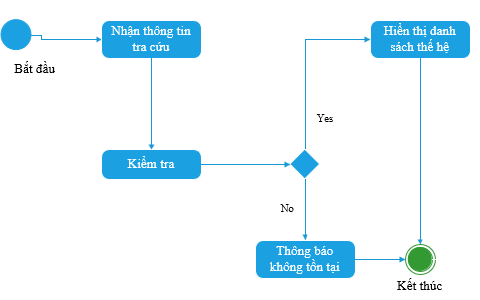 Nhận thông tin
tra cứu
Hiển thị danh
sách thế hệ
Bắt đầu
Yes
Kiểm tra
No
Thông báo
không tồn tại
Kết thúc